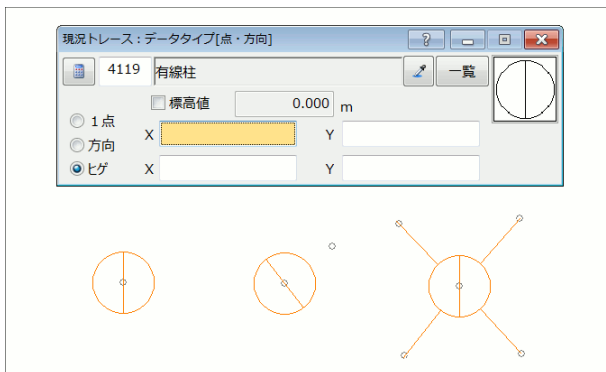 現況トレース：データタイプ[点・方向]
4119 有線柱 一覧
標高値 0.000 m
1点
X Y
方向
ヒゲ X Y